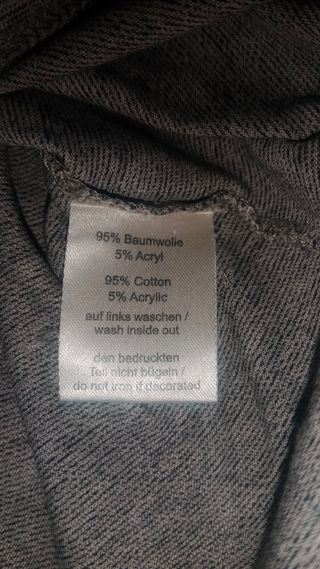 95% Baumwolle
5% Acryl
95% Cotton
5% Acrylic
auf links waschen /
wash inside out
den bedruckten
Teil nicht bügeln /
do not iron if decorated